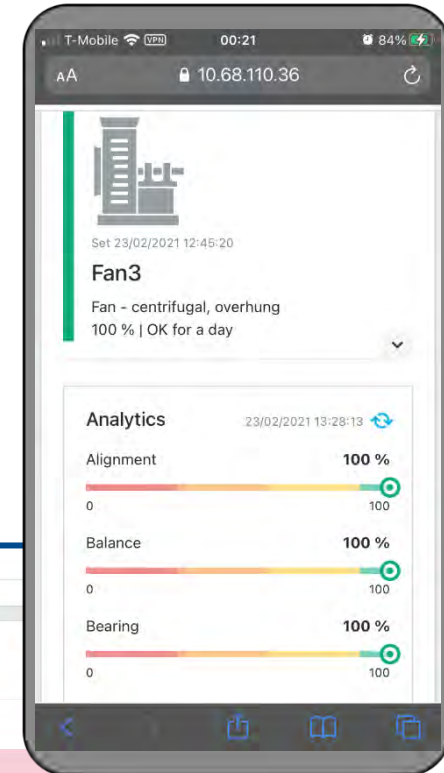 T-Mobile VPN 00:21 84%
AA 10.68.110.36
Set 23/02/2021 12:45:20
Fan3
Fan - centrifugal, overhung
100 % | OK for a day
Analytics 23/02/2021 13:28:13
Alignment 100 %
0 100
Balance 100 %
0 100
Bearing 100 %
0 100